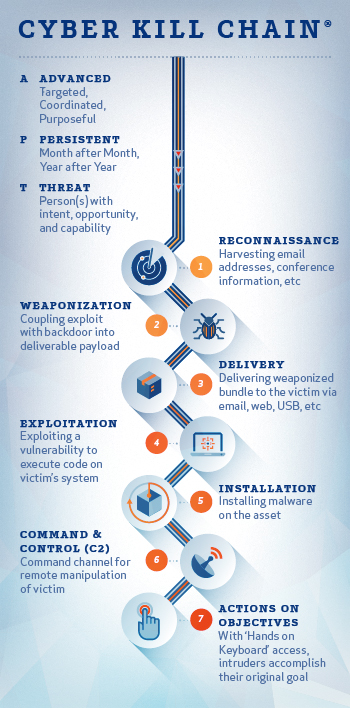 CYBER KILL CHAIN®
A ADVANCED
Targeted,
Coordinated,
Purposeful
P PERSISTENT
Month after Month,
Year after Year
T THREAT
Person(s) with
intent, opportunity,
and capability
1
RECONNAISSANCE
Harvesting email
addresses, conference
information, etc
WEAPONIZATION
Coupling exploit
with backdoor into
deliverable payload
2
3
DELIVERY
Delivering weaponized
bundle to the victim via
email, web, USB, etc
EXPLOITATION
Exploiting a
vulnerability to
execute code on
victim's system
4
5
INSTALLATION
Installing malware
on the asset
COMMAND &
CONTROL (C2)
Command channel for
remote manipulation
of victim
6
7
ACTIONS ON
OBJECTIVES
With 'Hands on
Keyboard' access,
intruders accomplish
their original goal